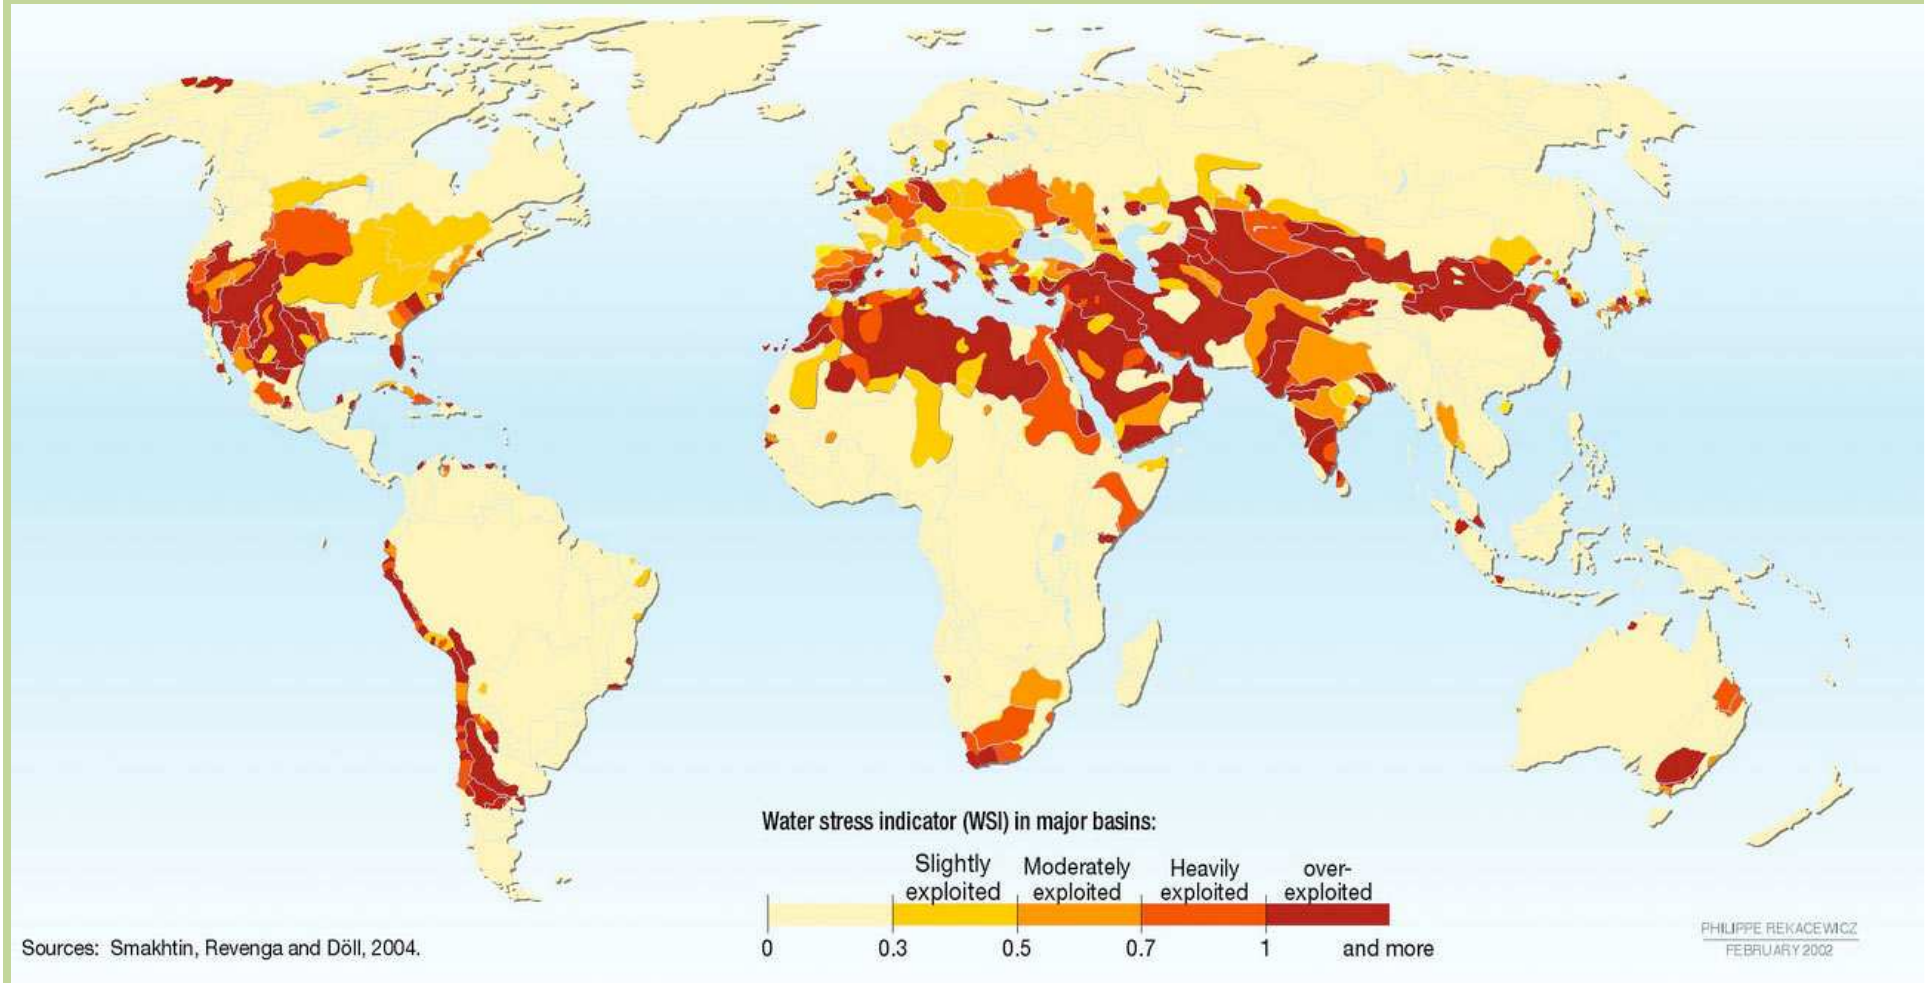 Water stress indicator (WSI) in major basins:
Slightly exploited
Moderately exploited
Heavily exploited
over-exploited
0 0.3 0.5 0.7 1 and more
Sources: Smakhtin, Revenga and Döll, 2004.
PHILIPPE REKACEWICZ
FEBRUARY 2002